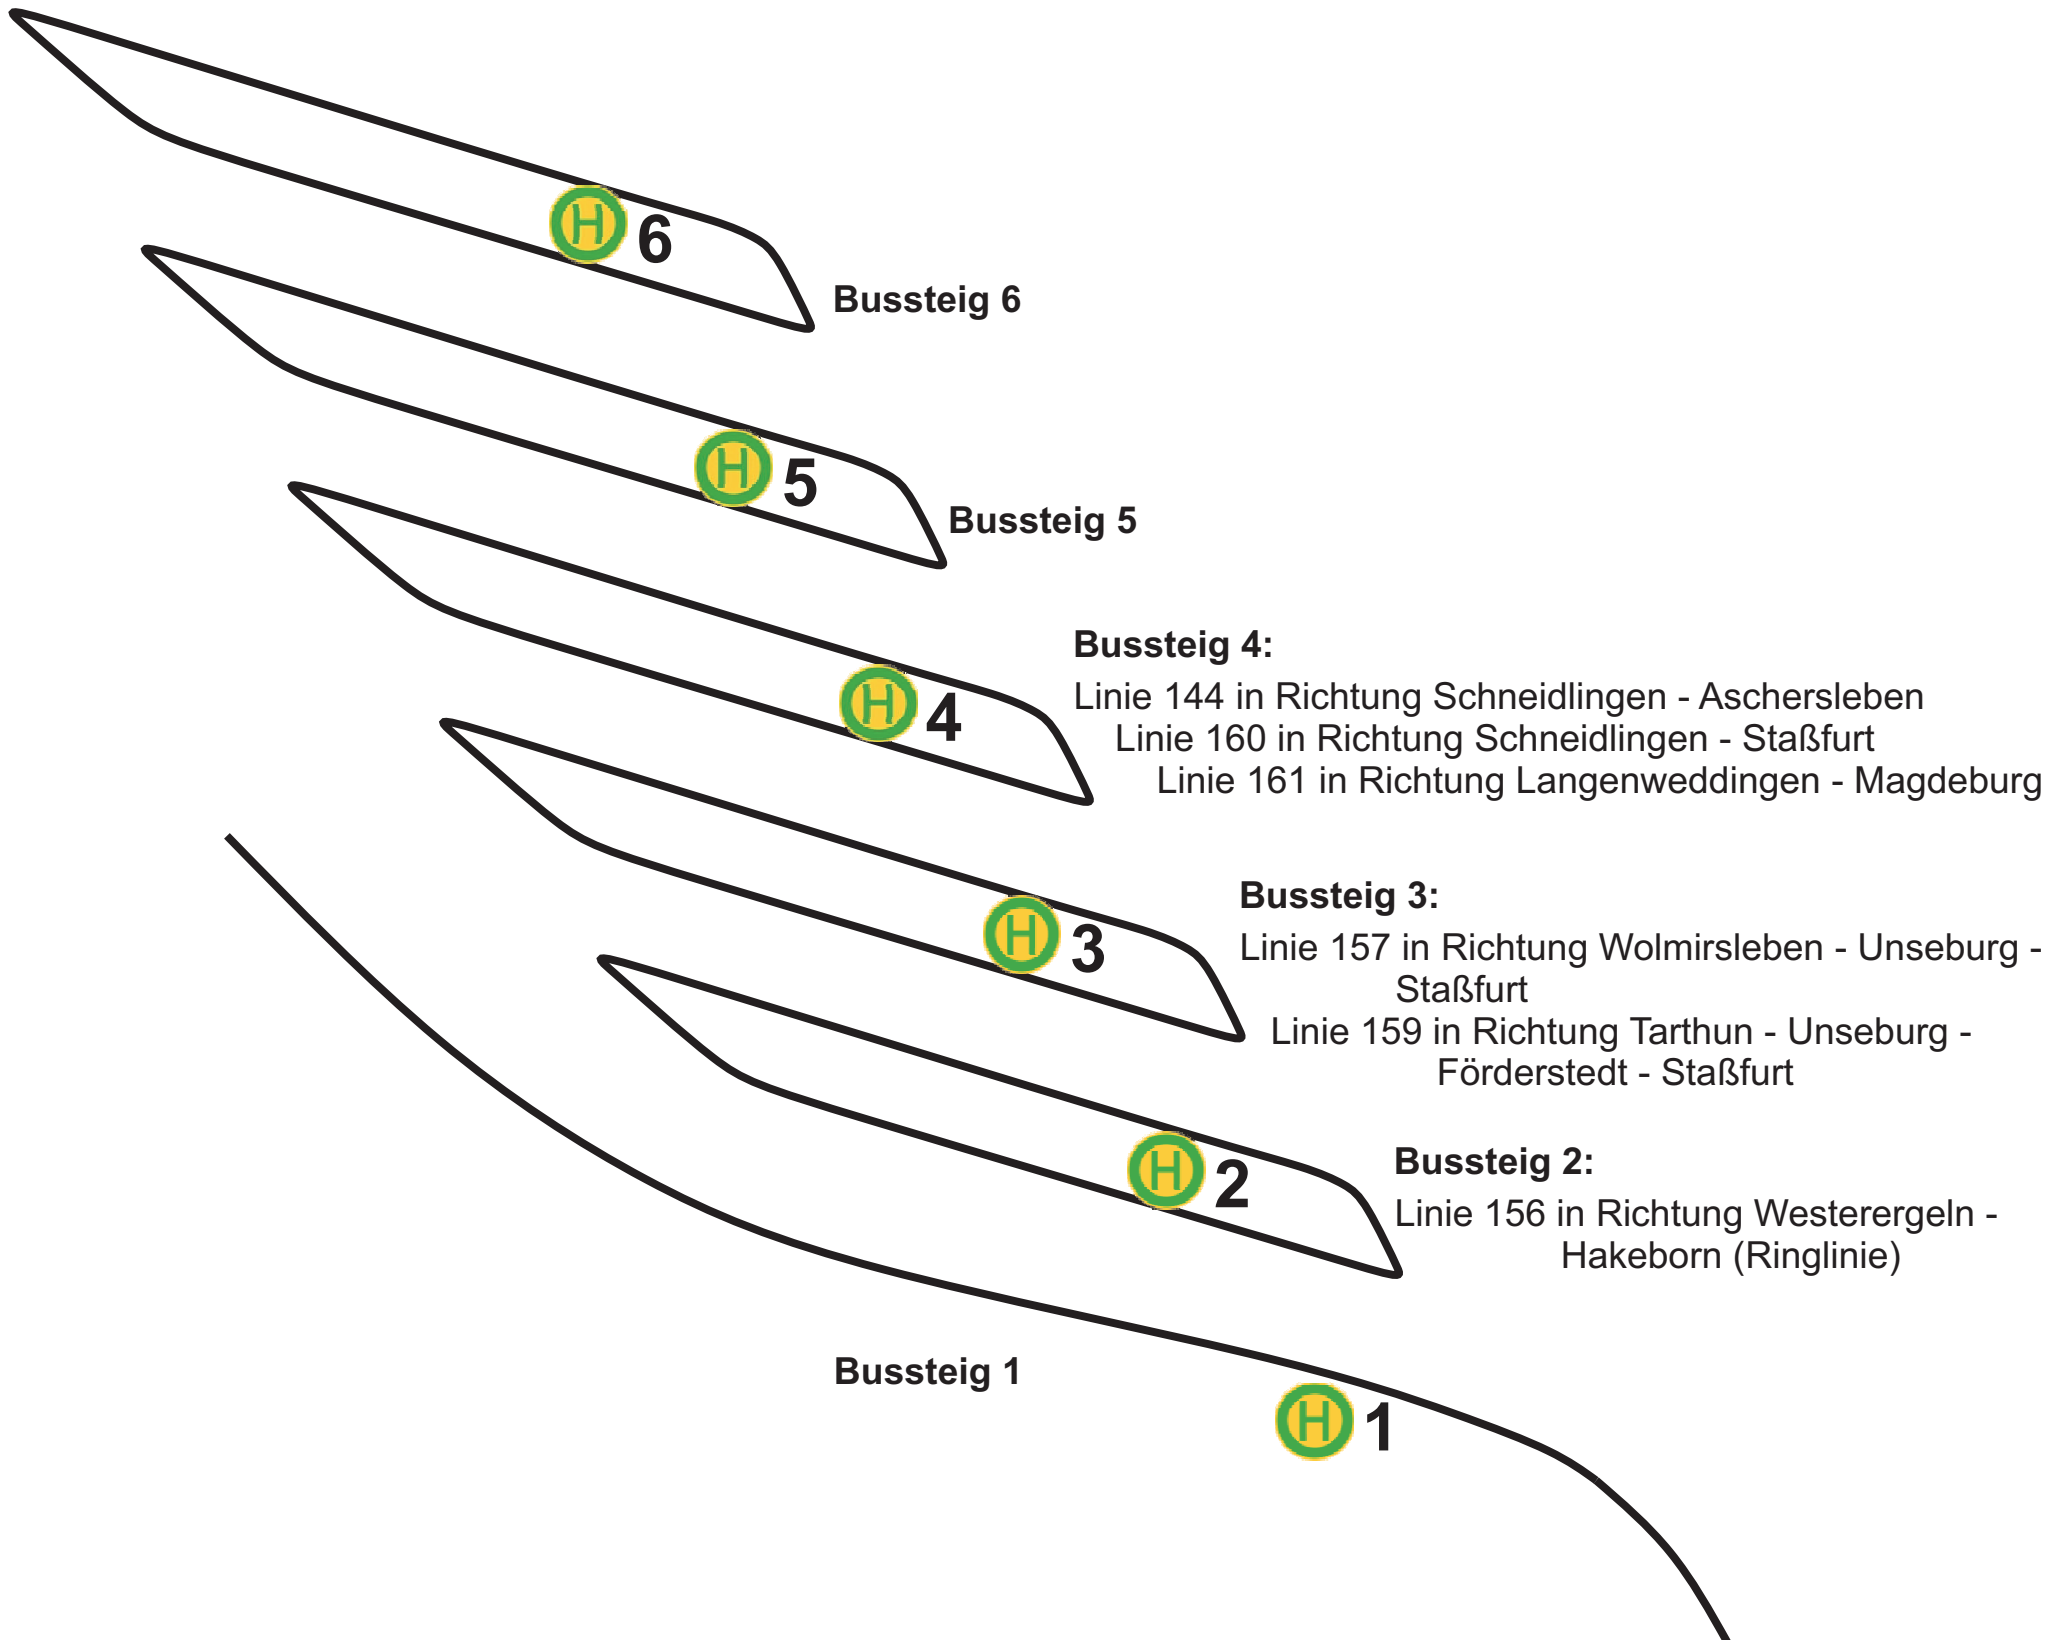 H 6
Bussteig 6
H 5
Bussteig 5
Bussteig 4:
Linie 144 in Richtung Schneidlingen - Aschersleben
Linie 160 in Richtung Schneidlingen - Staßfurt
Linie 161 in Richtung Langenweddingen - Magdeburg
H 4
Bussteig 3:
Linie 157 in Richtung Wolmirsleben - Unseburg -
Staßfurt
Linie 159 in Richtung Tarthun - Unseburg -
Förderstedt - Staßfurt
H 3
Bussteig 2:
Linie 156 in Richtung Westerergeln -
Hakeborn (Ringlinie)
H 2
Bussteig 1
H 1